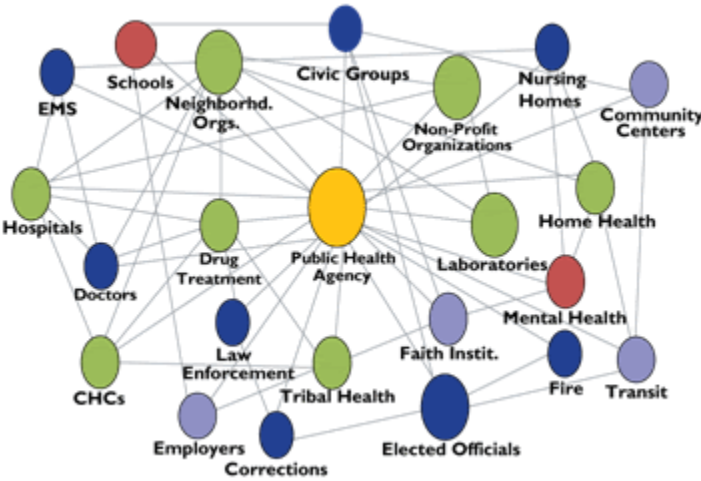 Schools
Civic Groups
EMS
Neighborhd.
Orgs.
Nursing
Homes
Non-Profit
Organizations
Community
Centers
Hospitals
Drug
Treatment
Public Health
Agency
Laboratories
Home Health
Doctors
Mental Health
Law
Enforcement
Faith Instit.
CHCs
Tribal Health
Fire
Transit
Employers
Corrections
Elected Officials